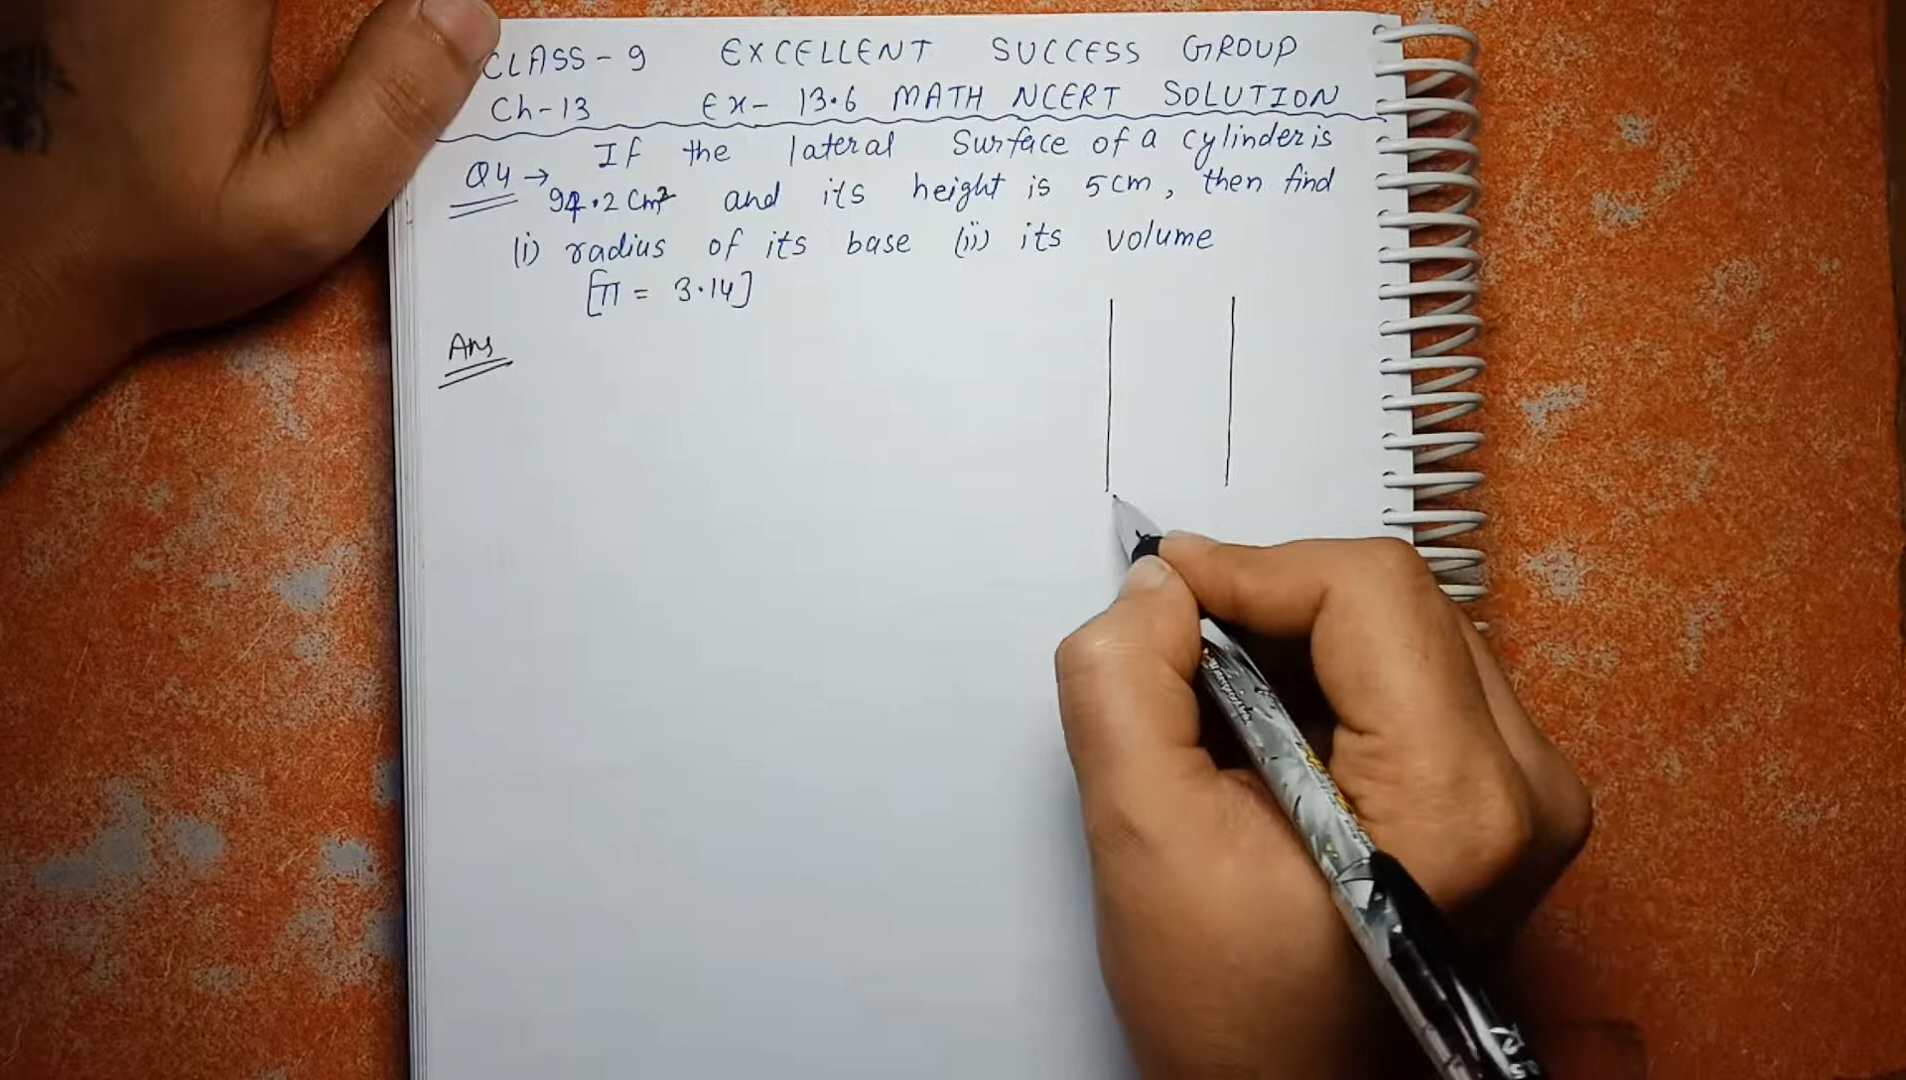 CLASS - 9 EXCELLENT SUCCESS GROUP
Ch - 13 Ex - 13.6 MATH NCERT SOLUTION
Q4 → If the lateral Surface of a cylinder is
94.2 Cm² and its height is 5cm, then find
(i) radius of its base (ii) its volume
[π = 3.14]
Ans